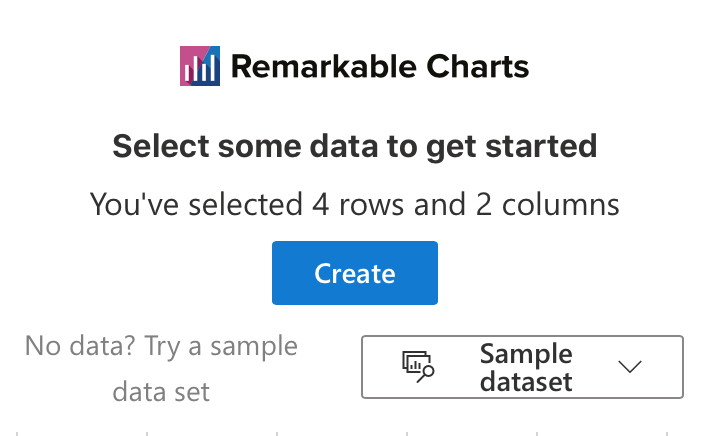 Remarkable Charts
Select some data to get started
You've selected 4 rows and 2 columns
Create
No data? Try a sample
data set
Sample
dataset